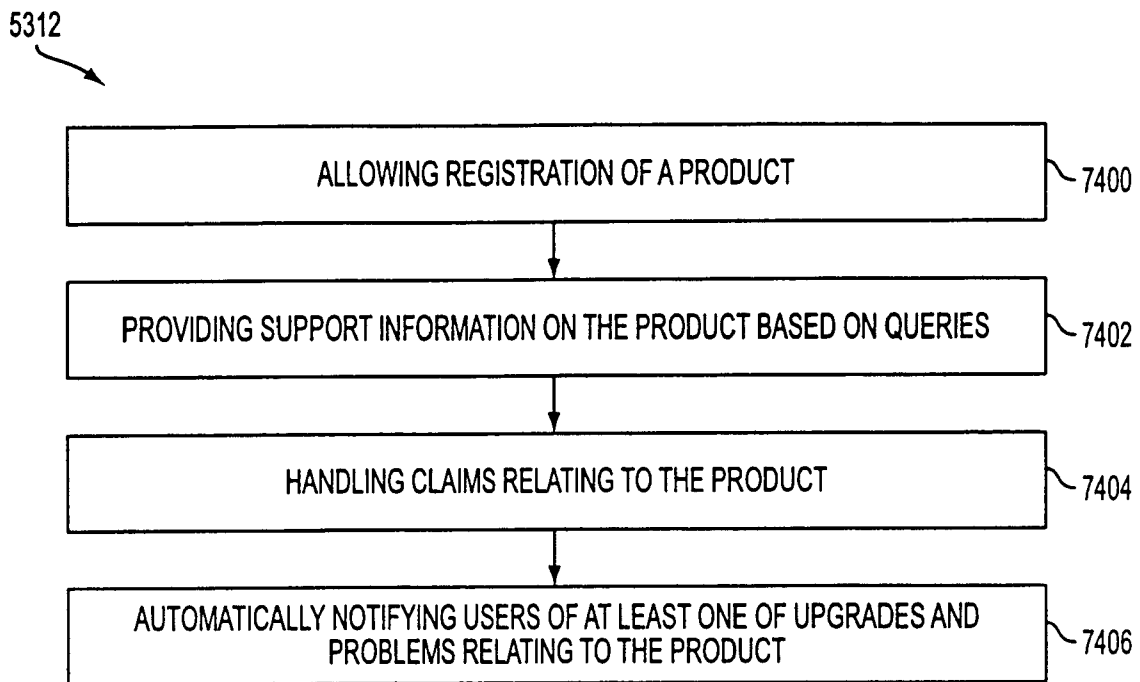 5312
ALLOWING REGISTRATION OF A PRODUCT
7400
PROVIDING SUPPORT INFORMATION ON THE PRODUCT BASED ON QUERIES
7402
HANDLING CLAIMS RELATING TO THE PRODUCT
7404
AUTOMATICALLY NOTIFYING USERS OF AT LEAST ONE OF UPGRADES AND
PROBLEMS RELATING TO THE PRODUCT
7406